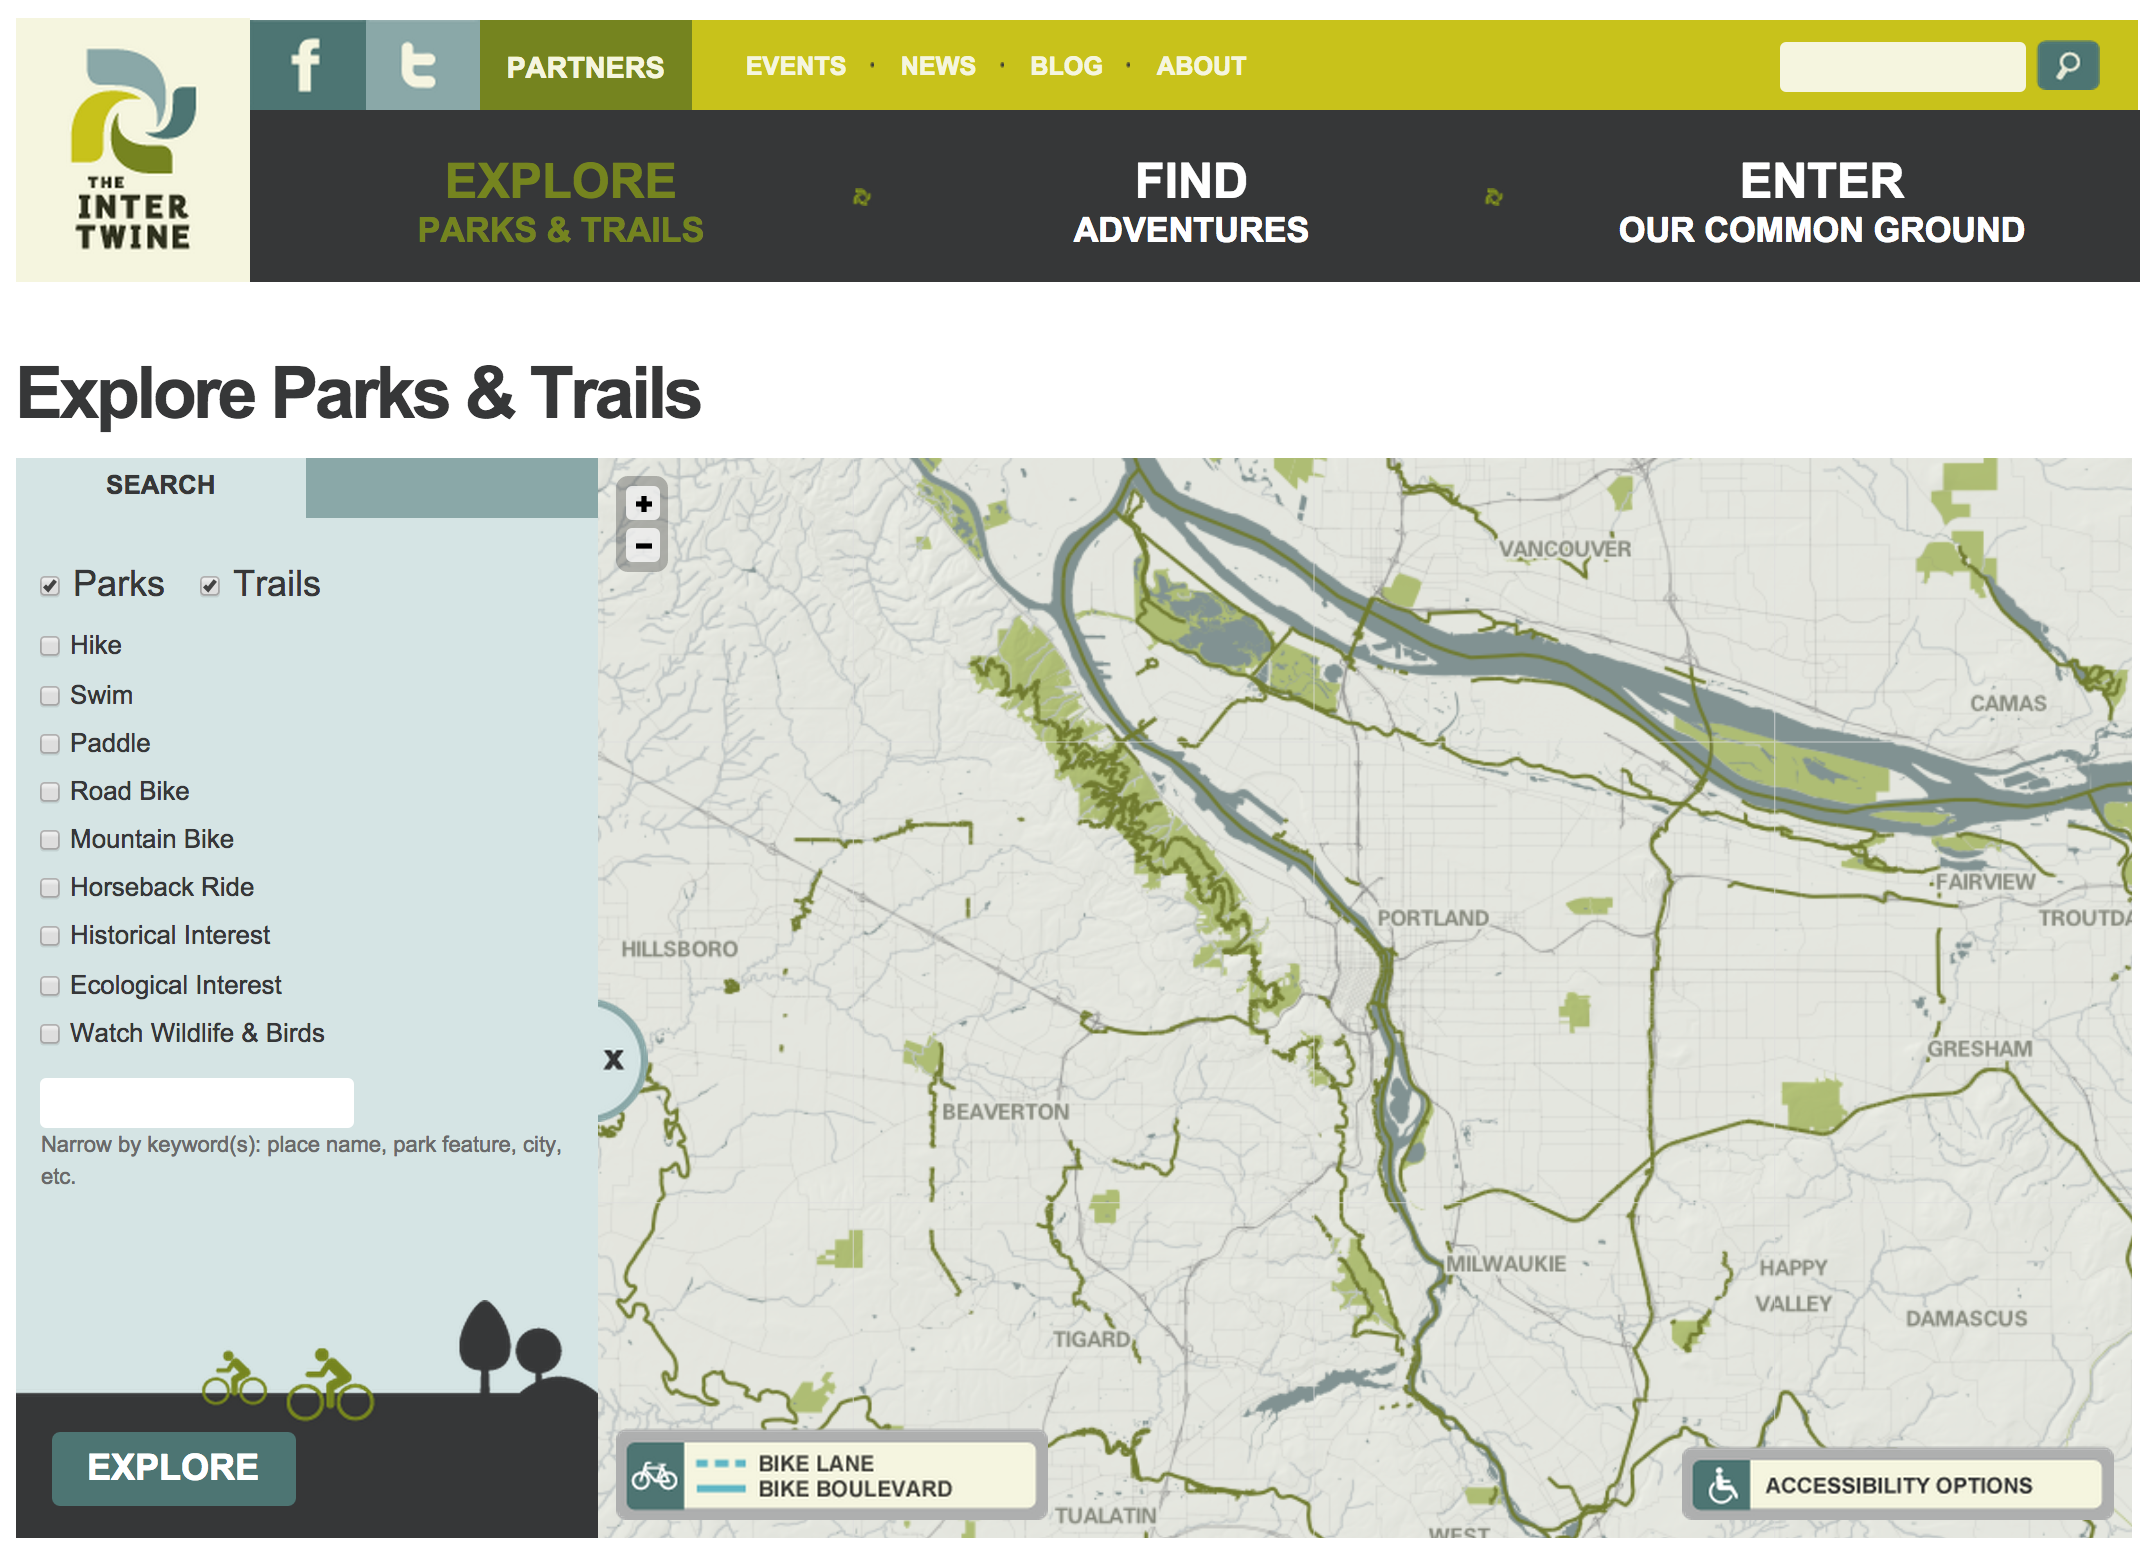 THE
INTER
TWINE
f
t
PARTNERS
EVENTS · NEWS · BLOG · ABOUT
EXPLORE
PARKS & TRAILS
FIND
ADVENTURES
ENTER
OUR COMMON GROUND
Explore Parks & Trails
SEARCH
Parks
Trails
Hike
Swim
Paddle
Road Bike
Mountain Bike
Horseback Ride
Historical Interest
Ecological Interest
Watch Wildlife & Birds
Narrow by keyword(s): place name, park feature, city,
etc.
EXPLORE
+
−
x
VANCOUVER
CAMAS
FAIRVIEW
PORTLAND
TROUTDA
HILLSBORO
GRESHAM
BEAVERTON
MILWAUKIE
HAPPY
VALLEY
DAMASCUS
TIGARD
BIKE LANE
BIKE BOULEVARD
ACCESSIBILITY OPTIONS
TUALATIN
WEST